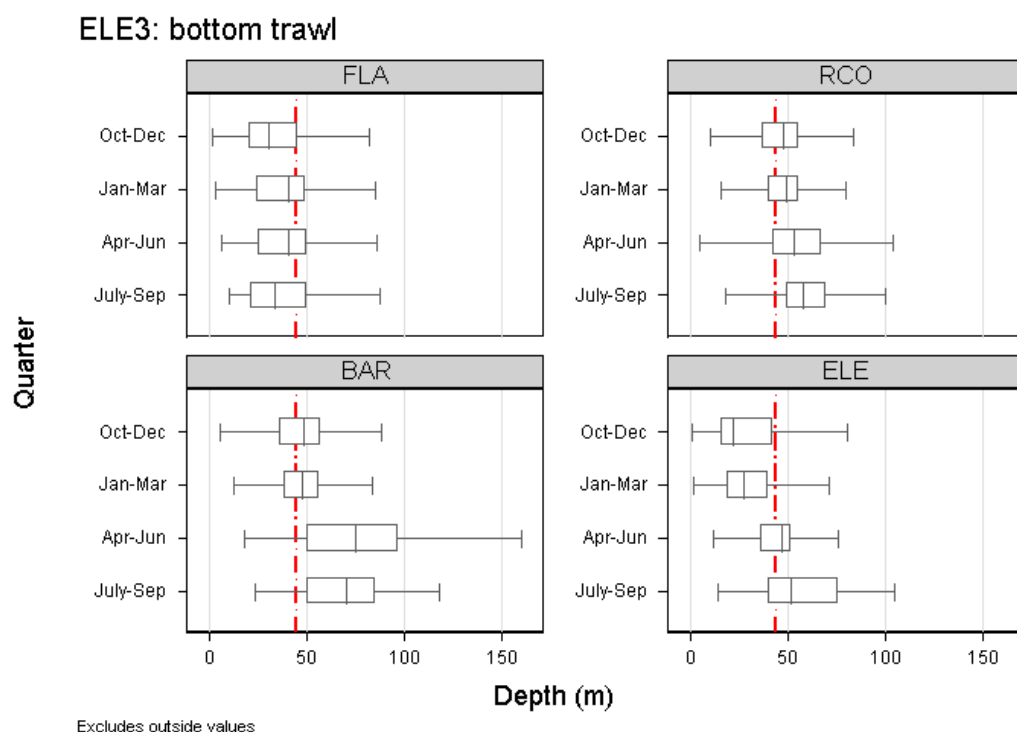 ELE3: bottom trawl
FLA
RCO
Oct-Dec
Jan-Mar
Apr-Jun
July-Sep
Oct-Dec
Jan-Mar
Apr-Jun
July-Sep
BAR
ELE
Oct-Dec
Jan-Mar
Apr-Jun
July-Sep
Oct-Dec
Jan-Mar
Apr-Jun
July-Sep
0 50 100 150
0 50 100 150
Quarter
Depth (m)
Excludes outside values